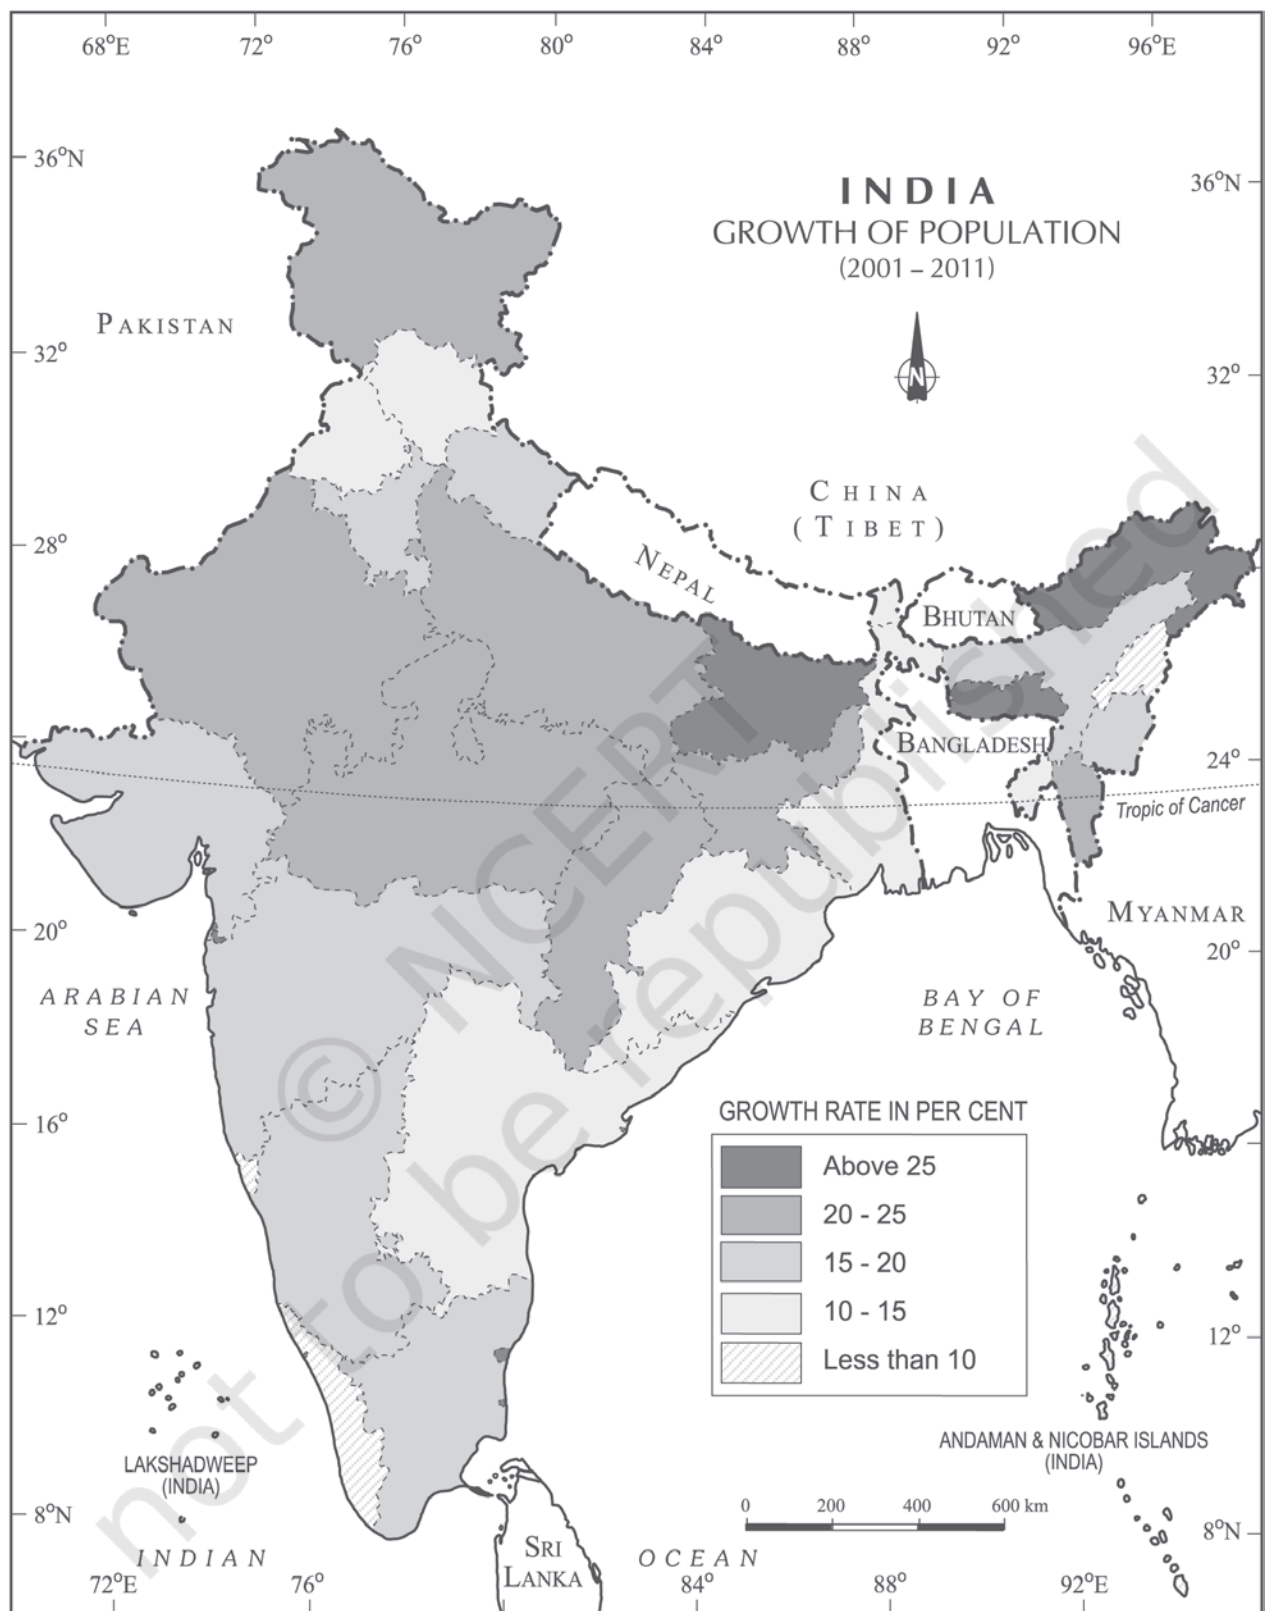 68°E 72° 76° 80° 84° 88° 92° 96°E
36°N
36°N
INDIA
GROWTH OF POPULATION
(2001 – 2011)
PAKISTAN
N
32°
32°
CHINA
(TIBET)
NEPAL
28°
BHUTAN
BANGLADESH
24°
Tropic of Cancer
MYANMAR
20°
20°
ARABIAN
SEA
BAY OF
BENGAL
© NCERT
not to be republished
16°
GROWTH RATE IN PER CENT
Above 25
20 - 25
15 - 20
10 - 15
Less than 10
12°
12°
LAKSHADWEEP
(INDIA)
ANDAMAN & NICOBAR ISLANDS
(INDIA)
0 200 400 600 km
8°N
8°N
INDIAN
OCEAN
SRI
LANKA
72°E 76° 84° 88° 92°E